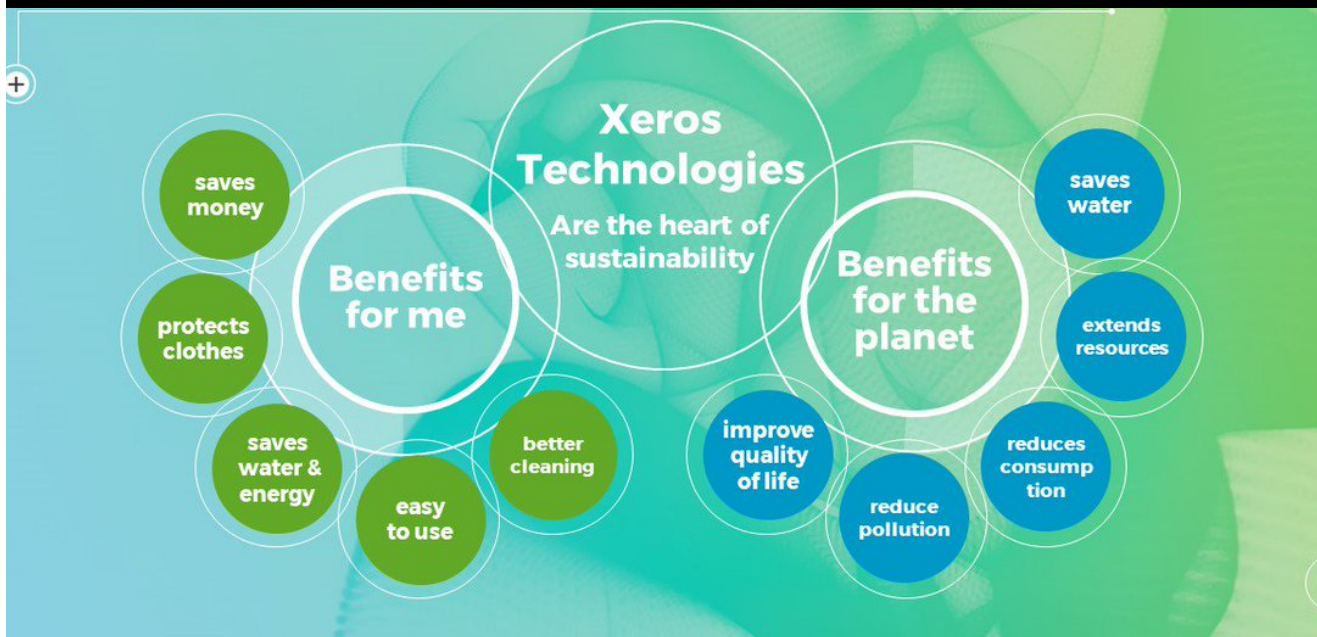 Xeros
Technologies
Are the heart of
sustainability
Benefits
for me
saves
money
protects
clothes
saves
water &
energy
easy
to use
better
cleaning
Benefits
for the
planet
saves
water
extends
resources
reduces
consump
tion
reduce
pollution
improve
quality
of life